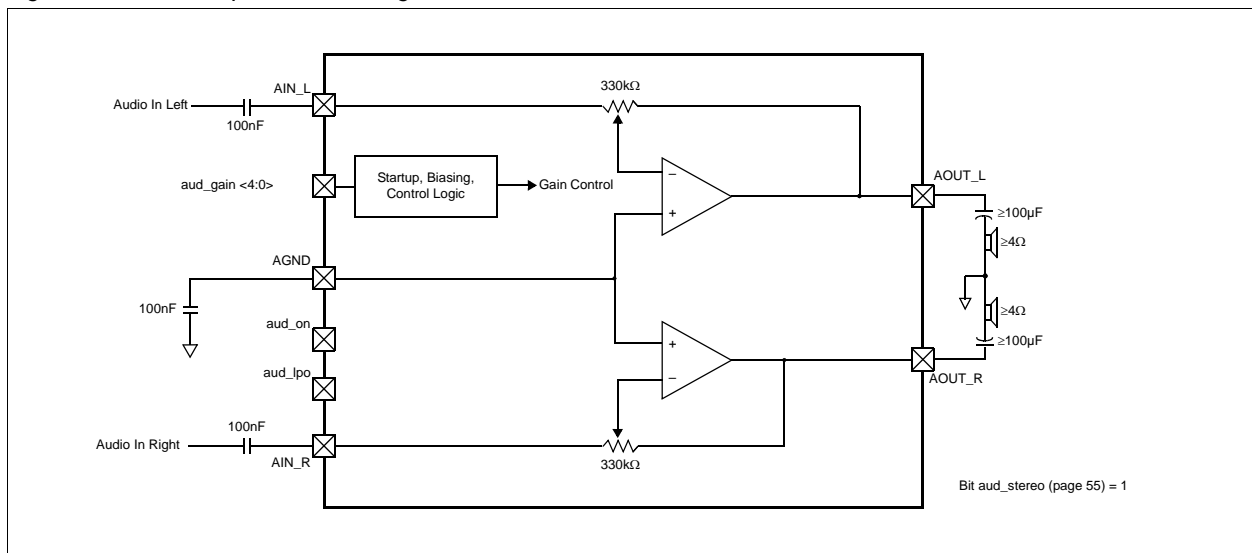 AIN_L
330kΩ
Audio In Left
100nF
aud_gain <4:0>
Startup, Biasing,
Control Logic
Gain Control
−
+
AOUT_L
≥100µF
≥4Ω
AGND
100nF
aud_on
≥4Ω
≥100µF
+
−
aud_lpo
AOUT_R
100nF
Audio In Right
AIN_R
330kΩ
Bit aud_stereo (page 55) = 1